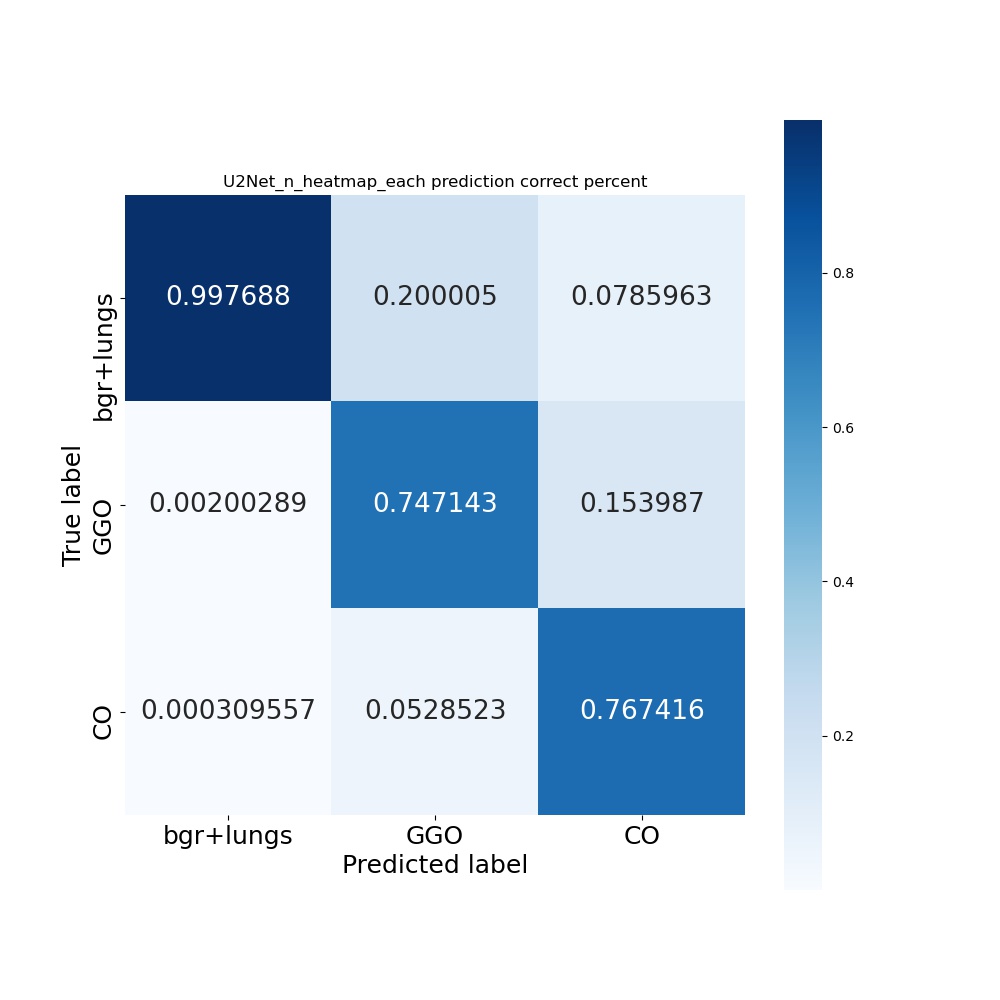 U2Net_n_heatmap_each prediction correct percent
0.997688 0.200005 0.0785963
0.00200289 0.747143 0.153987
0.000309557 0.0528523 0.767416
bgr+lungs
GGO
CO
True label
bgr+lungs GGO CO
Predicted label
0.8
0.6
0.4
0.2